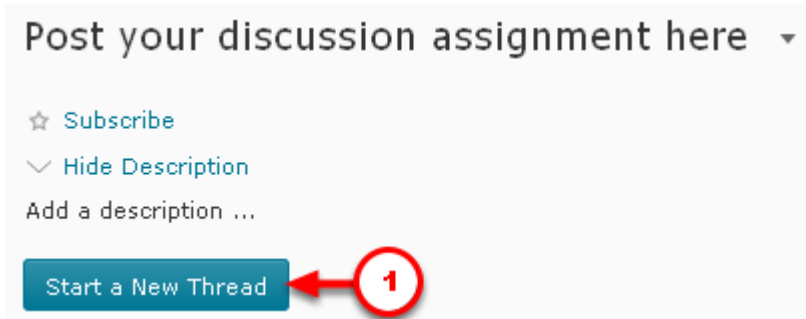 Post your discussion assignment here
Subscribe
Hide Description
Add a description ...
Start a New Thread
1